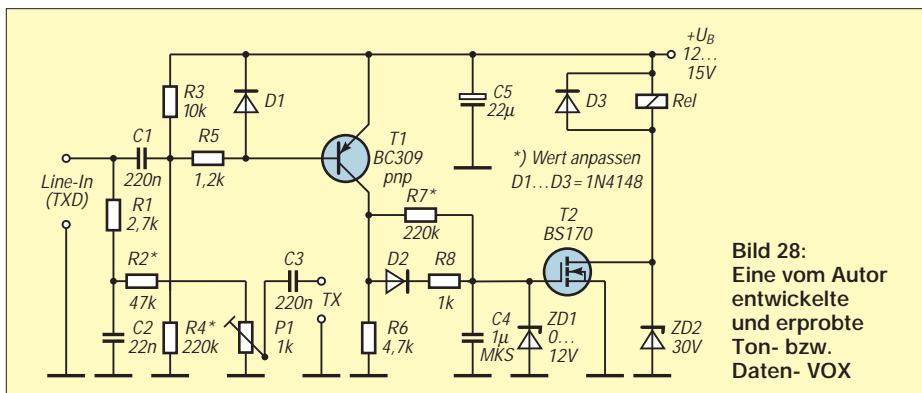 +UB
12...
15V
R3
10k
D1
C5
22µ
D3
Rel
C1
220n
R5
1,2k
T1
BC309
pnp
*) Wert anpassen
D1...D3=1N4148
Line-In
(TXD)
R1
2,7k
R7*
220k
T2
BS170
R2*
47k
C3
220n
TX
D2
R8
1k
C2
22n
R4*
220k
P1
1k
R6
4,7k
C4
1µ
MKS
ZD1
0...
12V
ZD2
30V
Bild 28:
Eine vom Autor
entwickelte
und erprobte
Ton- bzw.
Daten- VOX